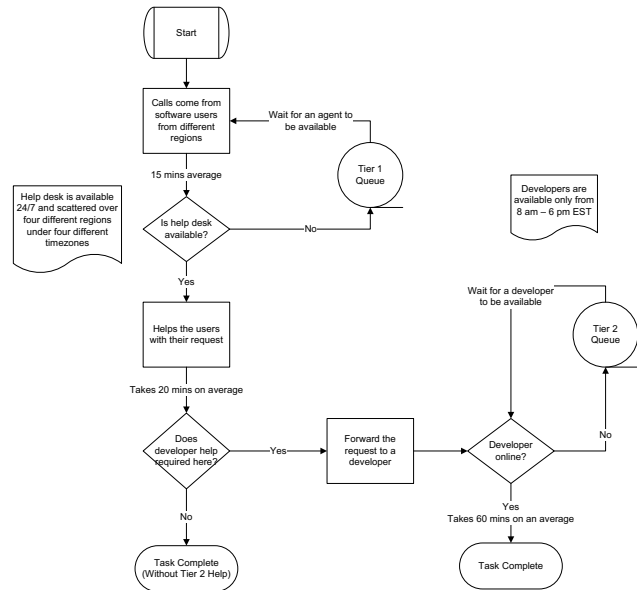 Start
Calls come from
software users
from different
regions
Wait for an agent to
be available
Tier 1
Queue
15 mins average
Help desk is available
24/7 and scattered over
four different regions
under four different
timezones
Developers are
available only from
8 am – 6 pm EST
Is help desk
available?
No
Yes
Wait for a developer
to be available
Helps the users
with their request
Tier 2
Queue
Takes 20 mins on average
Does
developer help
required here?
Yes
Forward the
request to a
developer
Developer
online?
No
No
Yes
Takes 60 mins on an average
Task Complete
(Without Tier 2 Help)
Task Complete